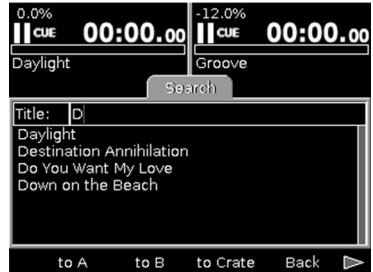 0.0%
CUE 00:00.00
Daylight
-12.0%
CUE 00:00.00
Groove
Search
Title: D
Daylight
Destination Annihilation
Do You Want My Love
Down on the Beach
to A to B to Crate Back